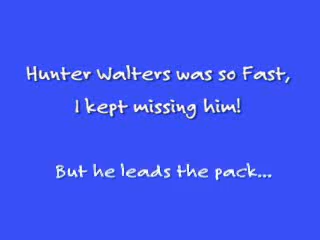 Hunter Walters was so Fast,
I kept missing him!
But he leads the pack...